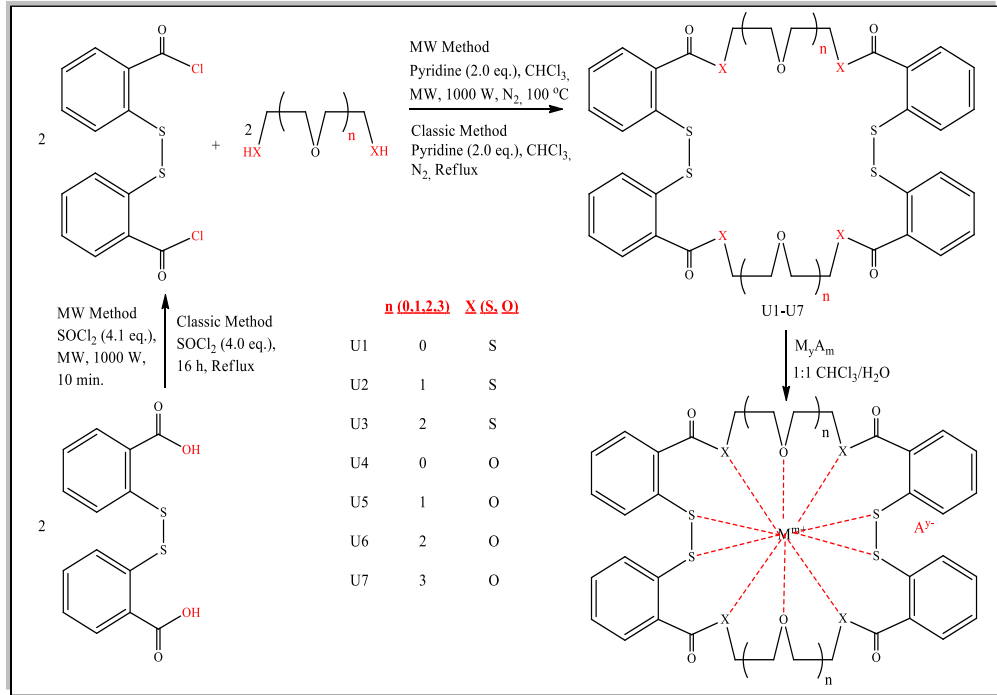 O
Cl
S
S
Cl
O
2
+
2
HX
O
n
XH
MW Method
Pyridine (2.0 eq.), CHCl3,
MW, 1000 W, N2, 100 oC
Classic Method
Pyridine (2.0 eq.), CHCl3,
N2, Reflux
O
X
O
n
X
O
S
S
S
S
O
X
O
n
X
O
U1-U7
MW Method
SOCl2 (4.1 eq.),
MW, 1000 W,
10 min.
Classic Method
SOCl2 (4.0 eq.),
16 h, Reflux
O
OH
S
S
OH
O
2
n (0,1,2,3) X (S, O)
U1 0 S
U2 1 S
U3 2 S
U4 0 O
U5 1 O
U6 2 O
U7 3 O
MyAm
1:1 CHCl3/H2O
O
X
O
n
X
O
S
S
Mm+
S
S
Ay-
O
X
O
n
X
O